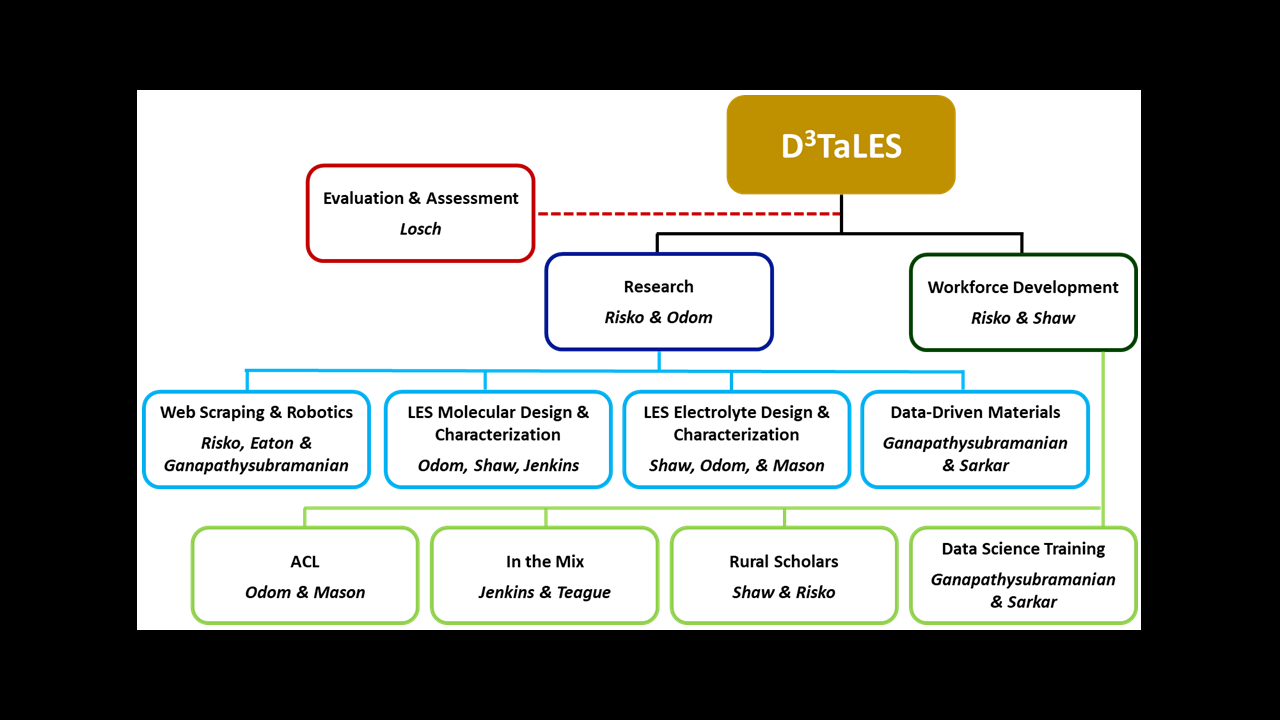 D³TaLES
Evaluation & Assessment
Losch
Research
Risko & Odom
Workforce Development
Risko & Shaw
Web Scraping & Robotics
Risko, Eaton &
Ganapathysubramanian
LES Molecular Design &
Characterization
Odom, Shaw, Jenkins
LES Electrolyte Design &
Characterization
Shaw, Odom, & Mason
Data-Driven Materials
Ganapathysubramanian
& Sarkar
ACL
Odom & Mason
In the Mix
Jenkins & Teague
Rural Scholars
Shaw & Risko
Data Science Training
Ganapathysubramanian
& Sarkar